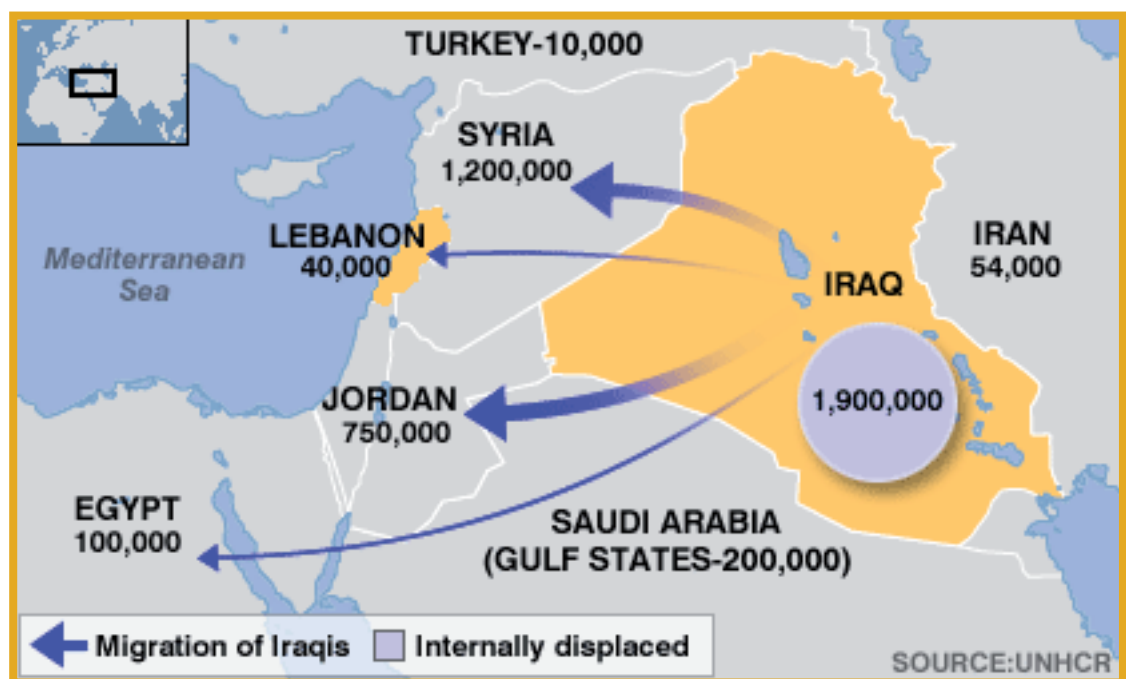 TURKEY-10,000
SYRIA
1,200,000
LEBANON
40,000
Mediterranean
Sea
IRAN
54,000
IRAQ
1,900,000
JORDAN
750,000
EGYPT
100,000
SAUDI ARABIA
(GULF STATES-200,000)
Migration of Iraqis
Internally displaced
SOURCE:UNHCR